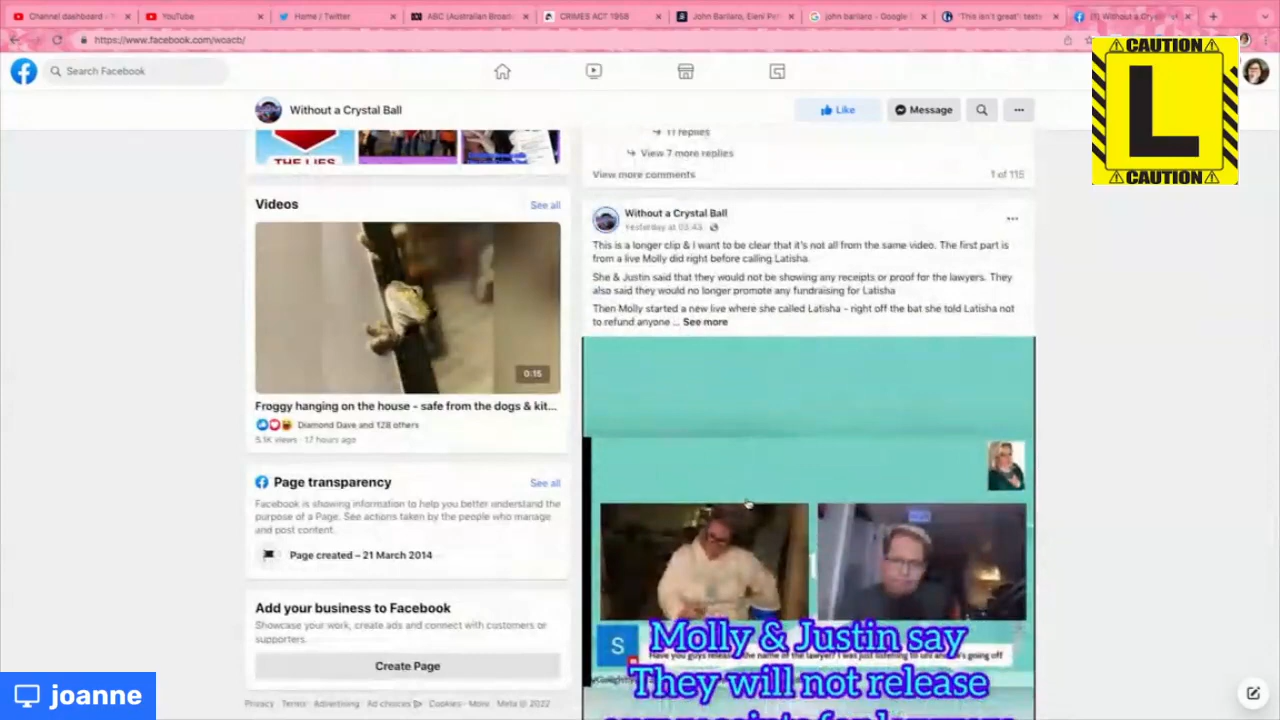 Channel dashboard - Yo
YouTube
Home / Twitter
ABC (Australian Broad
CRIMES ACT 1958
John Barilaro, Eleni Pe
john barilaro - Google
'This isn't great': texts
Without a Crys
https://www.facebook.com/woacb/
CAUTION
L
CAUTION
Search Facebook
Without a Crystal Ball
Like
Message
THE LIES
11 replies
View 7 more replies
View more comments
1 of 115
Videos
See all
0:15
Froggy hanging on the house - safe from the dogs & kit...
Diamond Dave and 128 others
5.1K views · 17 hours ago
Page transparency
See all
Facebook is showing information to help you better understand the
purpose of a Page. See actions taken by the people who manage
and post content.
Page created – 21 March 2014
Add your business to Facebook
Showcase your work, create ads and connect with customers or
supporters.
Create Page
Privacy · Terms · Advertising · Ad choices · Cookies · More · Meta © 2022
Without a Crystal Ball
Yesterday at 03:43
This is a longer clip & I want to be clear that it's not all from the same video. The first part is
from a live Molly did right before calling Latisha.
She & Justin said that they would not be showing any receipts or proof for the lawyers. They
also said they would no longer promote any fundraising for Latisha
Then Molly started a new live where she called Latisha - right off the bat she told Latisha not
to refund anyone ... See more
S
Have you guys the name of the lawyer? I was just listening to going off
Molly & Justin say
They will not release
joanne